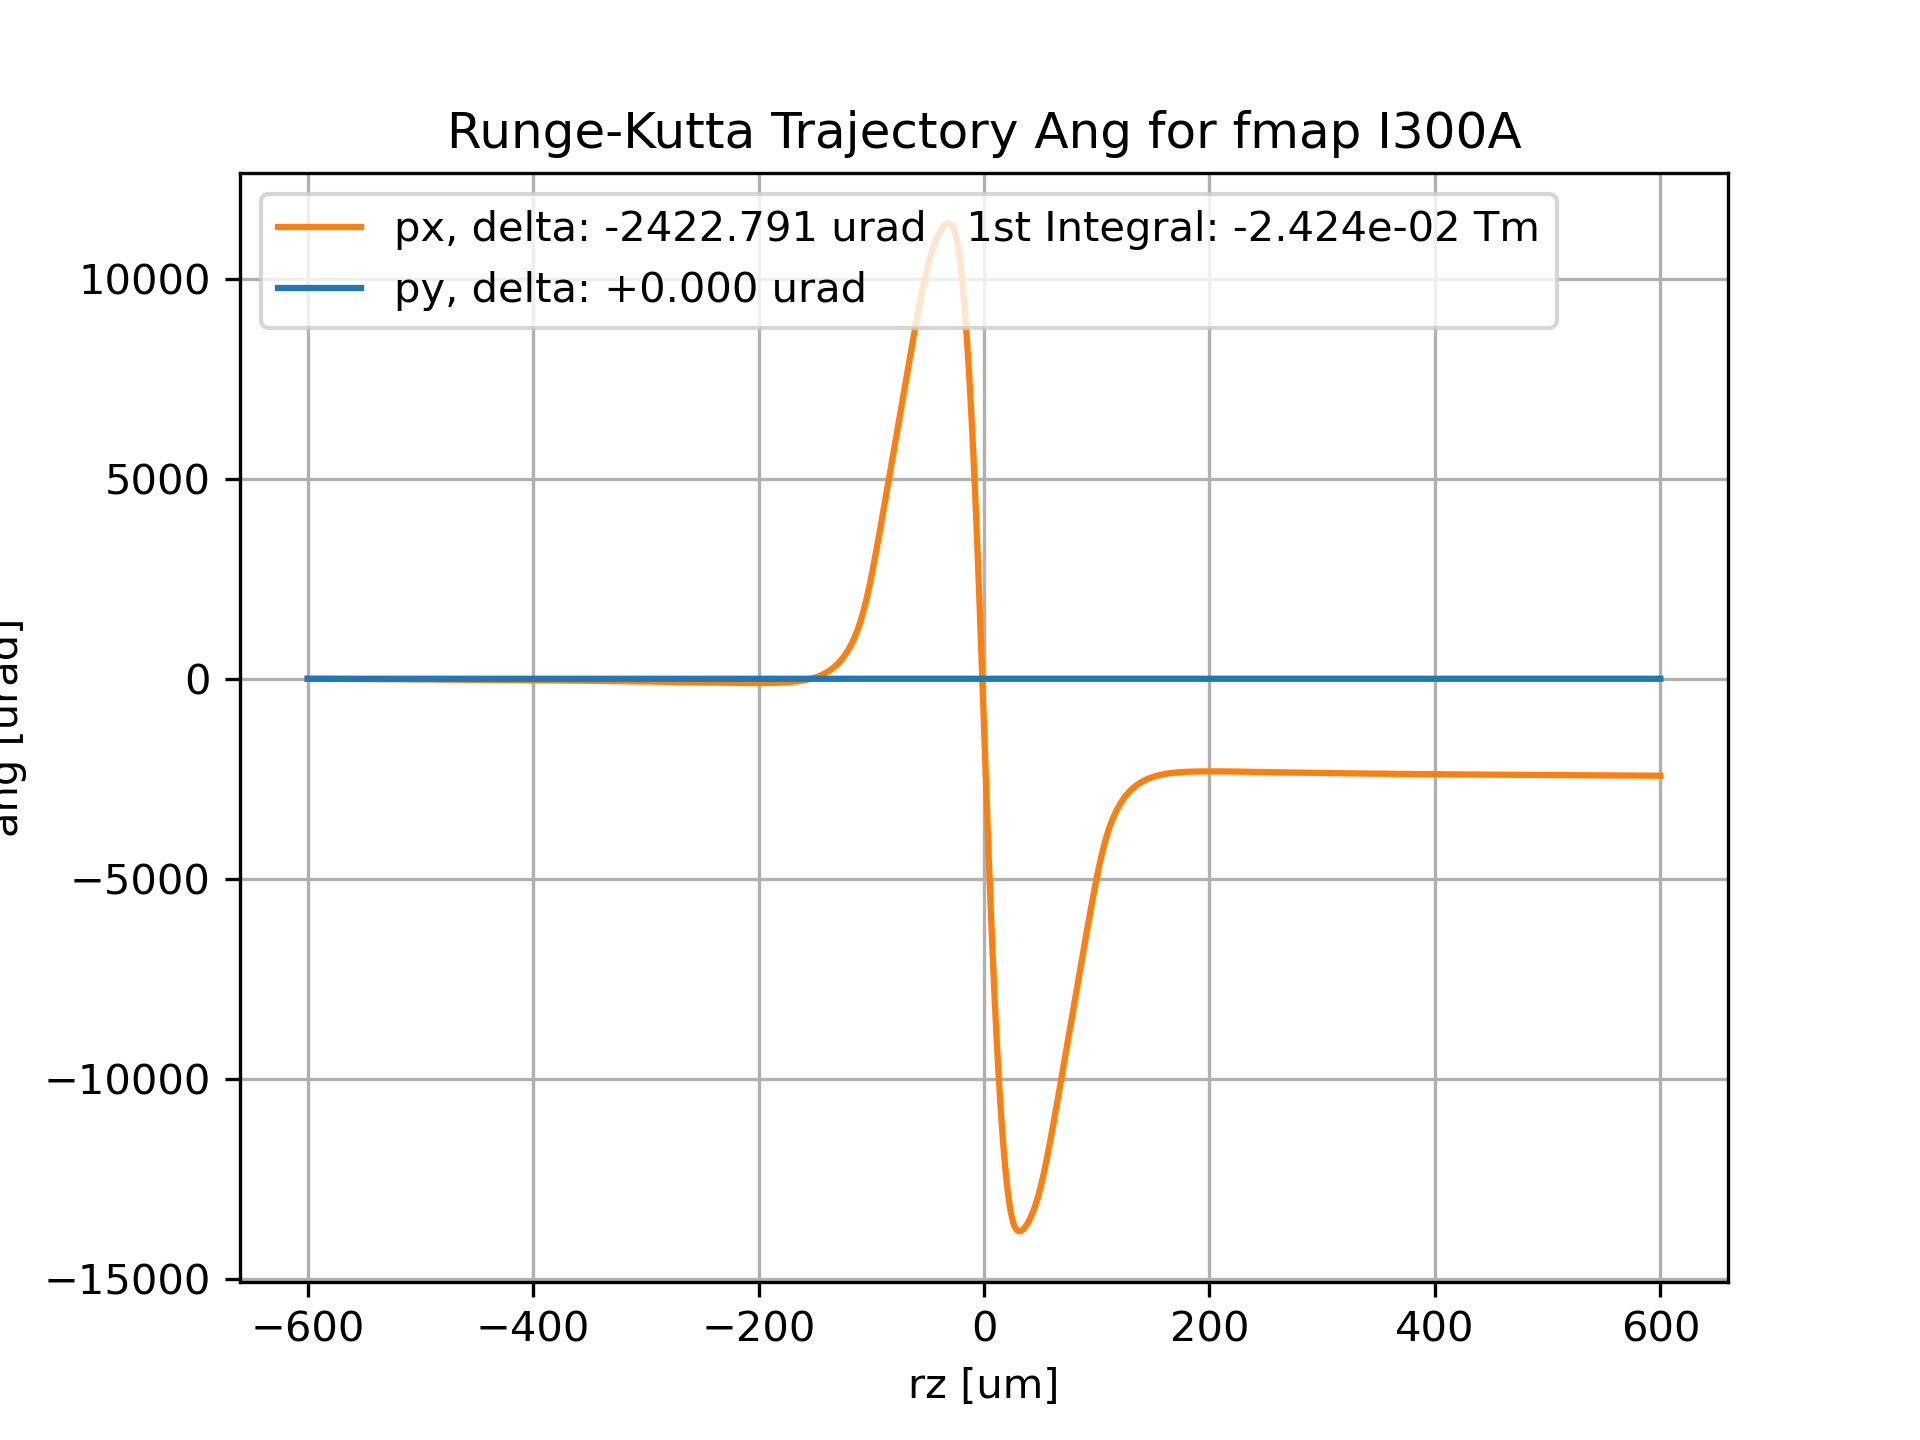 Runge-Kutta Trajectory Ang for fmap I300A
px, delta: -2422.791 urad   1st Integral: -2.424e-02 Tm
py, delta: +0.000 urad
10000
5000
0
−5000
−10000
−15000
ang [urad]
−600 −400 −200 0 200 400 600
rz [um]